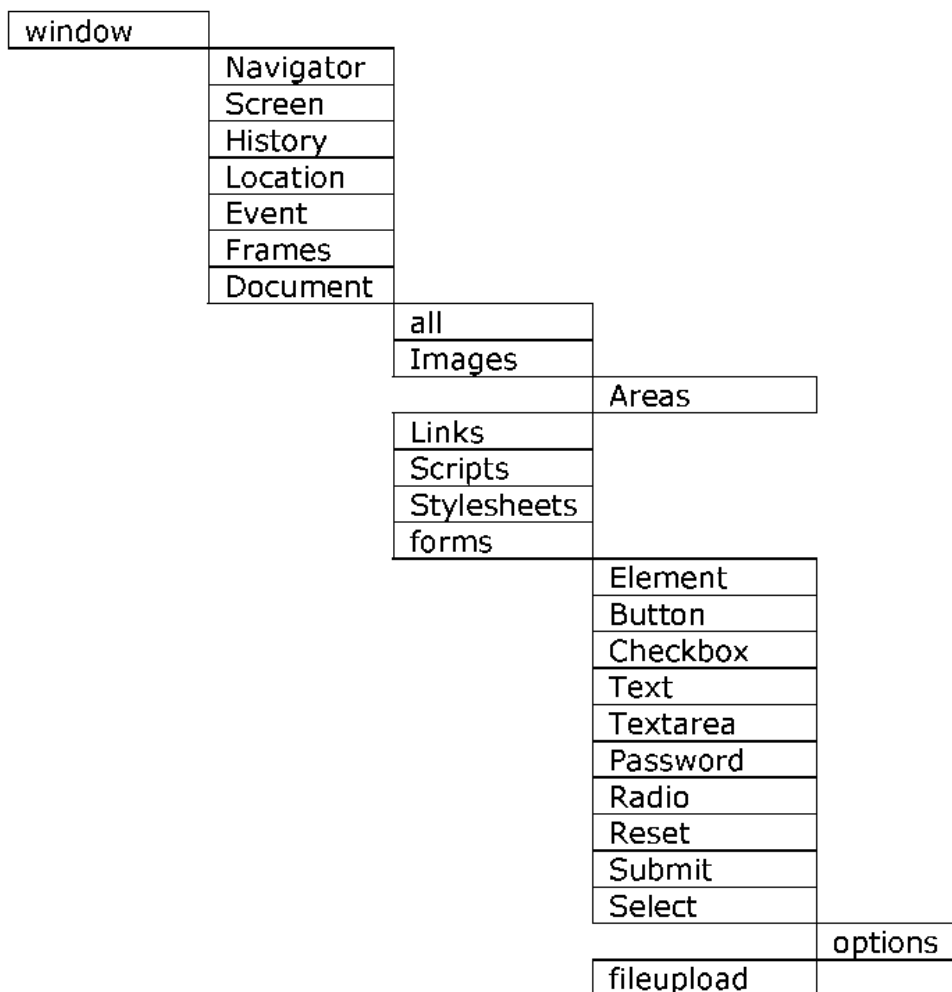 window
Navigator
Screen
History
Location
Event
Frames
Document
all
Images
Areas
Links
Scripts
Stylesheets
forms
Element
Button
Checkbox
Text
Textarea
Password
Radio
Reset
Submit
Select
options
fileupload